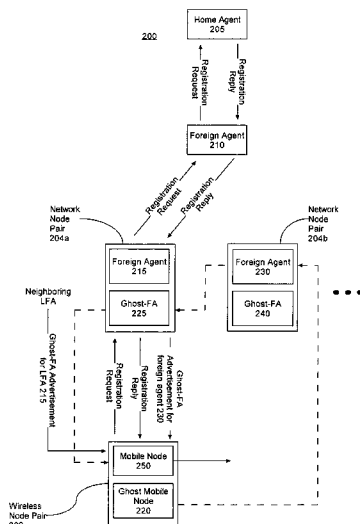 200
Home Agent
205
Registration
Request
Registration
Reply
Foreign Agent
210
Registration
Request
Registration
Reply
Network
Node
Pair
204a
Network
Node
Pair
204b
Foreign Agent
215
Foreign Agent
230
Ghost-FA
225
Ghost-FA
240
Neighboring
LFA
Ghost-FA Advertisement
for LFA 215
Registration
Request
Registration
Reply
Ghost-FA
Advertisement for
foreign agent 230
Mobile Node
250
Ghost Mobile
Node
220
Wireless
Node Pair